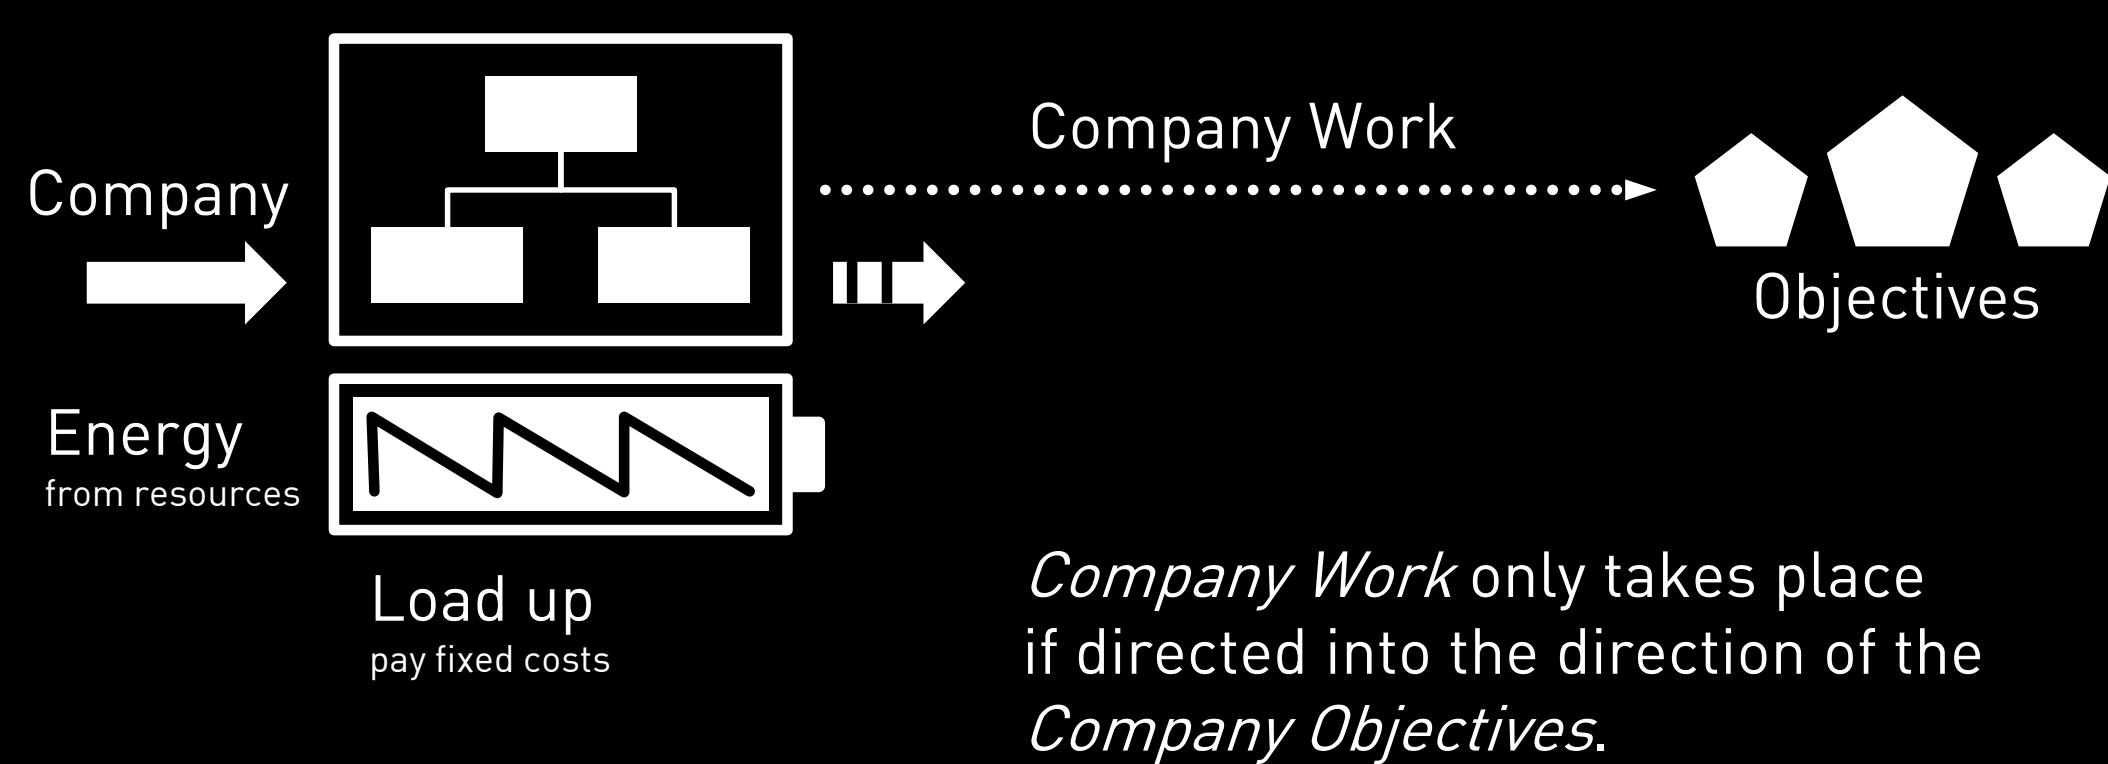 Company Work
Company
Objectives
Energy
from resources
Load up
pay fixed costs
Company Work only takes place
if directed into the direction of the
Company Objectives.